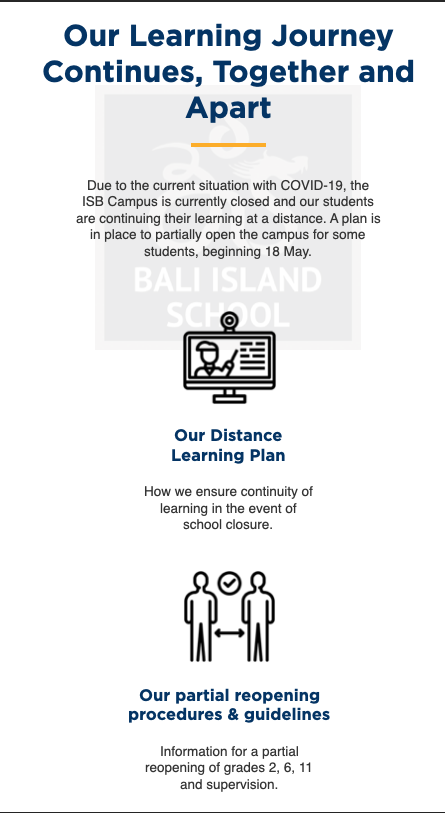 Our Learning Journey
Continues, Together and
Apart
Due to the current situation with COVID-19, the
ISB Campus is currently closed and our students
are continuing their learning at a distance. A plan is
in place to partially open the campus for some
students, beginning 18 May.
BALI ISLAND
SCHOOL
Our Distance
Learning Plan
How we ensure continuity of
learning in the event of
school closure.
Our partial reopening
procedures & guidelines
Information for a partial
reopening of grades 2, 6, 11
and supervision.